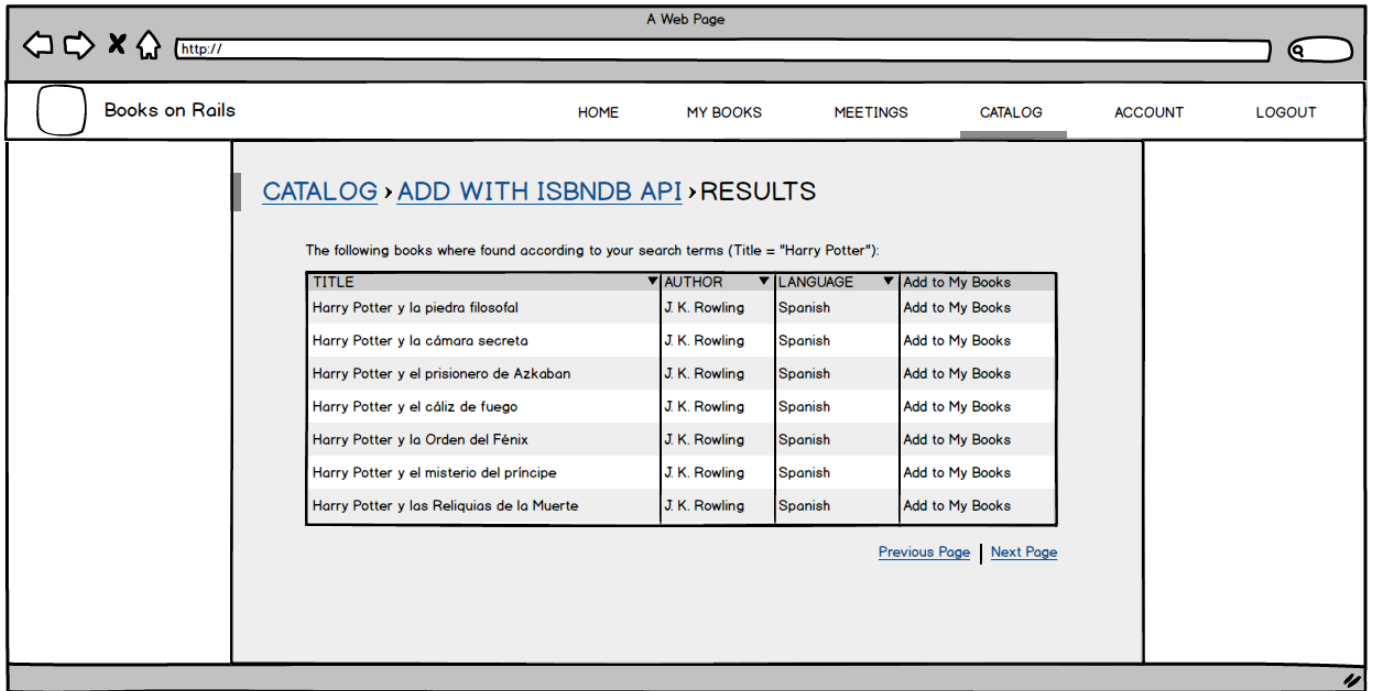 A Web Page
http://
Books on Rails HOME MY BOOKS MEETINGS CATALOG ACCOUNT LOGOUT
CATALOG › ADD WITH ISBNDB API › RESULTS
The following books where found according to your search terms (Title = "Harry Potter"):
TITLE AUTHOR LANGUAGE Add to My Books
Harry Potter y la piedra filosofal J. K. Rowling Spanish Add to My Books
Harry Potter y la cámara secreta J. K. Rowling Spanish Add to My Books
Harry Potter y el prisionero de Azkaban J. K. Rowling Spanish Add to My Books
Harry Potter y el cáliz de fuego J. K. Rowling Spanish Add to My Books
Harry Potter y la Orden del Fénix J. K. Rowling Spanish Add to My Books
Harry Potter y el misterio del príncipe J. K. Rowling Spanish Add to My Books
Harry Potter y las Reliquias de la Muerte J. K. Rowling Spanish Add to My Books
Previous Page | Next Page